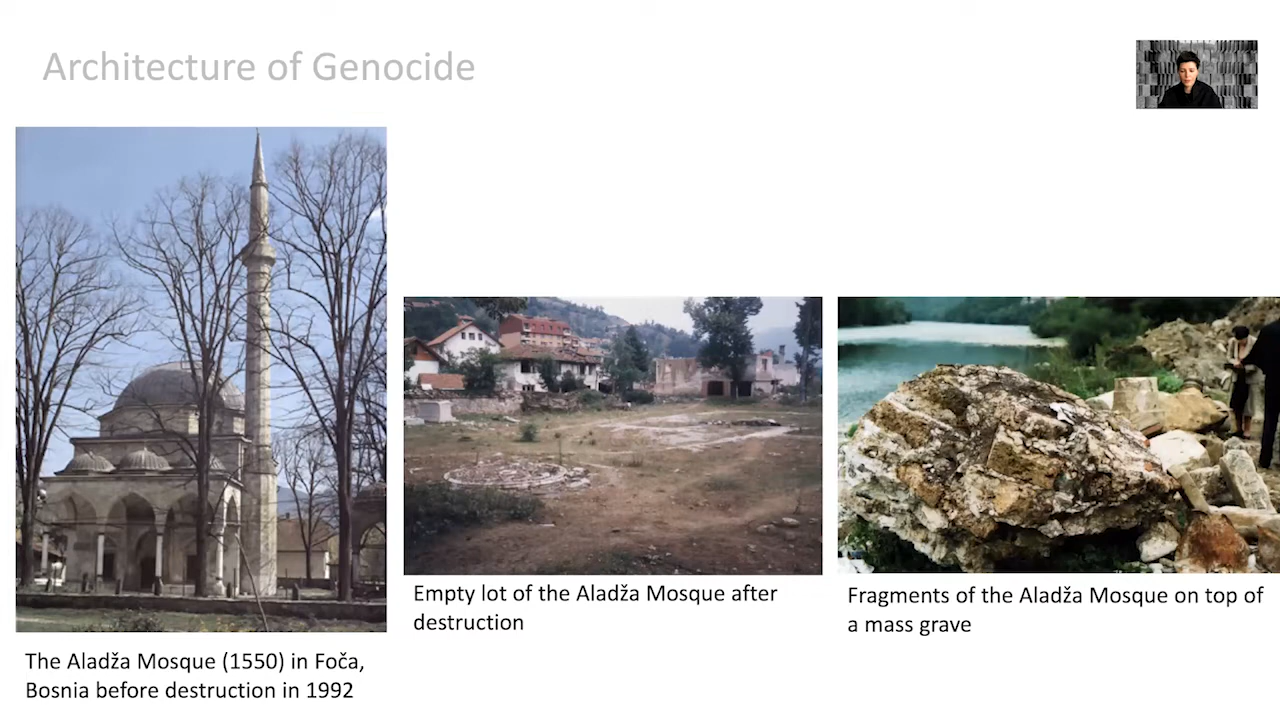 Architecture of Genocide
The Aladža Mosque (1550) in Foča,
Bosnia before destruction in 1992
Empty lot of the Aladža Mosque after
destruction
Fragments of the Aladža Mosque on top of
a mass grave